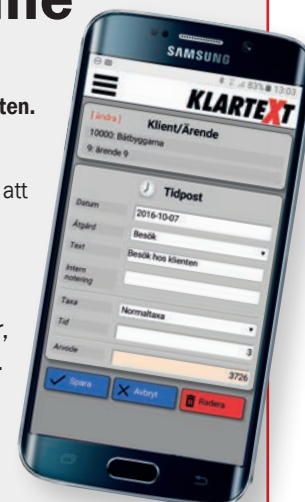 ne
ten.
att
r,
.
SAMSUNG
83% 13:03
KLARTEXT
[ändra] Klient/Ärende
10000: Båtbyggarna
9: ärende 9
Tidpost
Datum 2016-10-07
Åtgärd Besök
Text Besök hos klienten
Intern notering
Taxa Normaltaxa
Tid 3
Arvode 3726
Spara Avbryt Radera